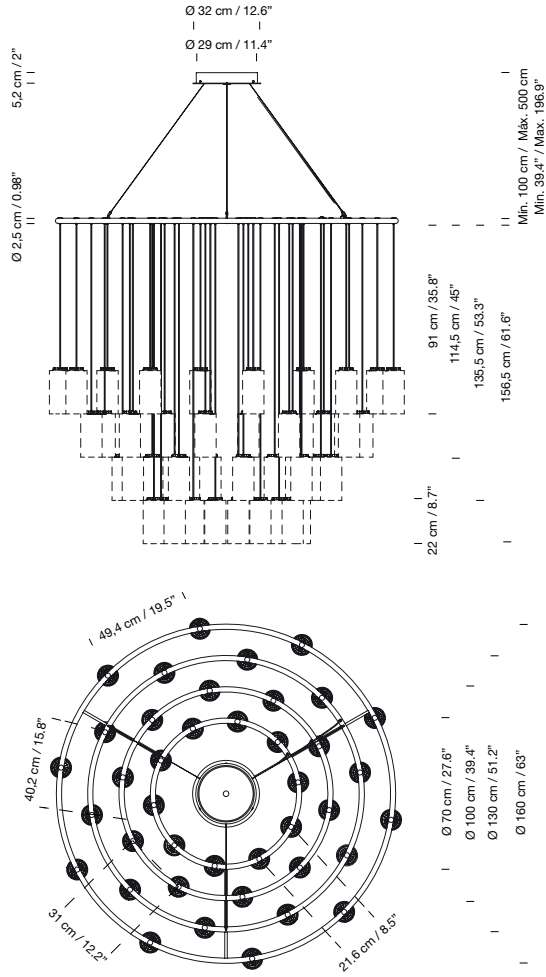 Ø 32 cm / 12.6”
Ø 29 cm / 11.4”
5,2 cm / 2”
Ø 2,5 cm / 0.98”
Min. 100 cm / Máx. 500 cm
Min. 39.4” / Max. 196.9”
91 cm / 35.8”
114,5 cm / 45”
135,5 cm / 53.3”
156,5 cm / 61.6”
22 cm / 8.7”
49,4 cm / 19.5”
40,2 cm / 15.8”
31 cm / 12.2”
21.6 cm / 8.5”
Ø 70 cm / 27.6”
Ø 100 cm / 39.4”
Ø 130 cm / 51.2”
Ø 160 cm / 63”